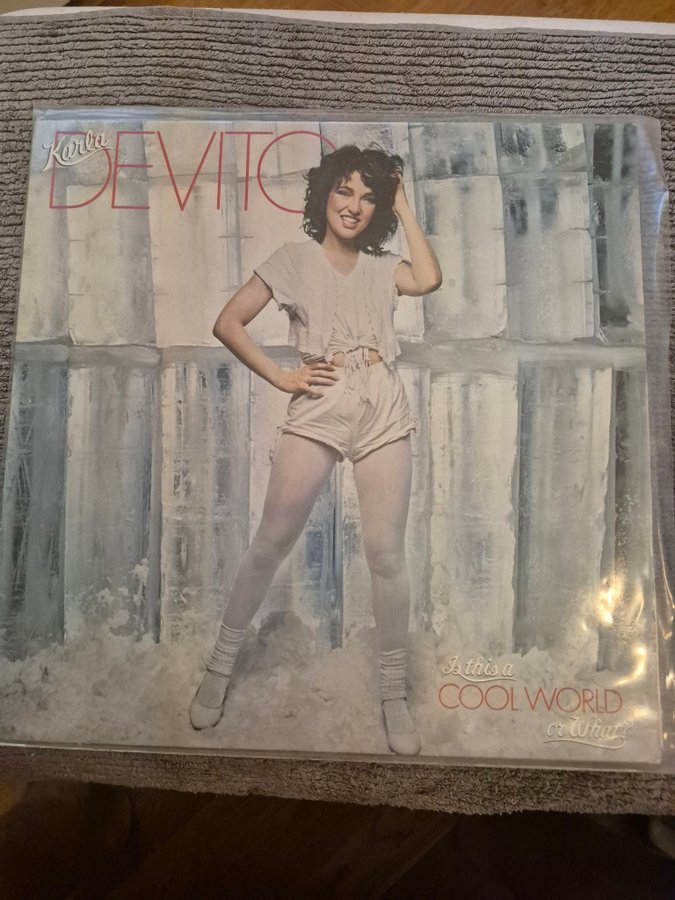 Karla
DEVITO
Is this a
COOL WORLD
or What?